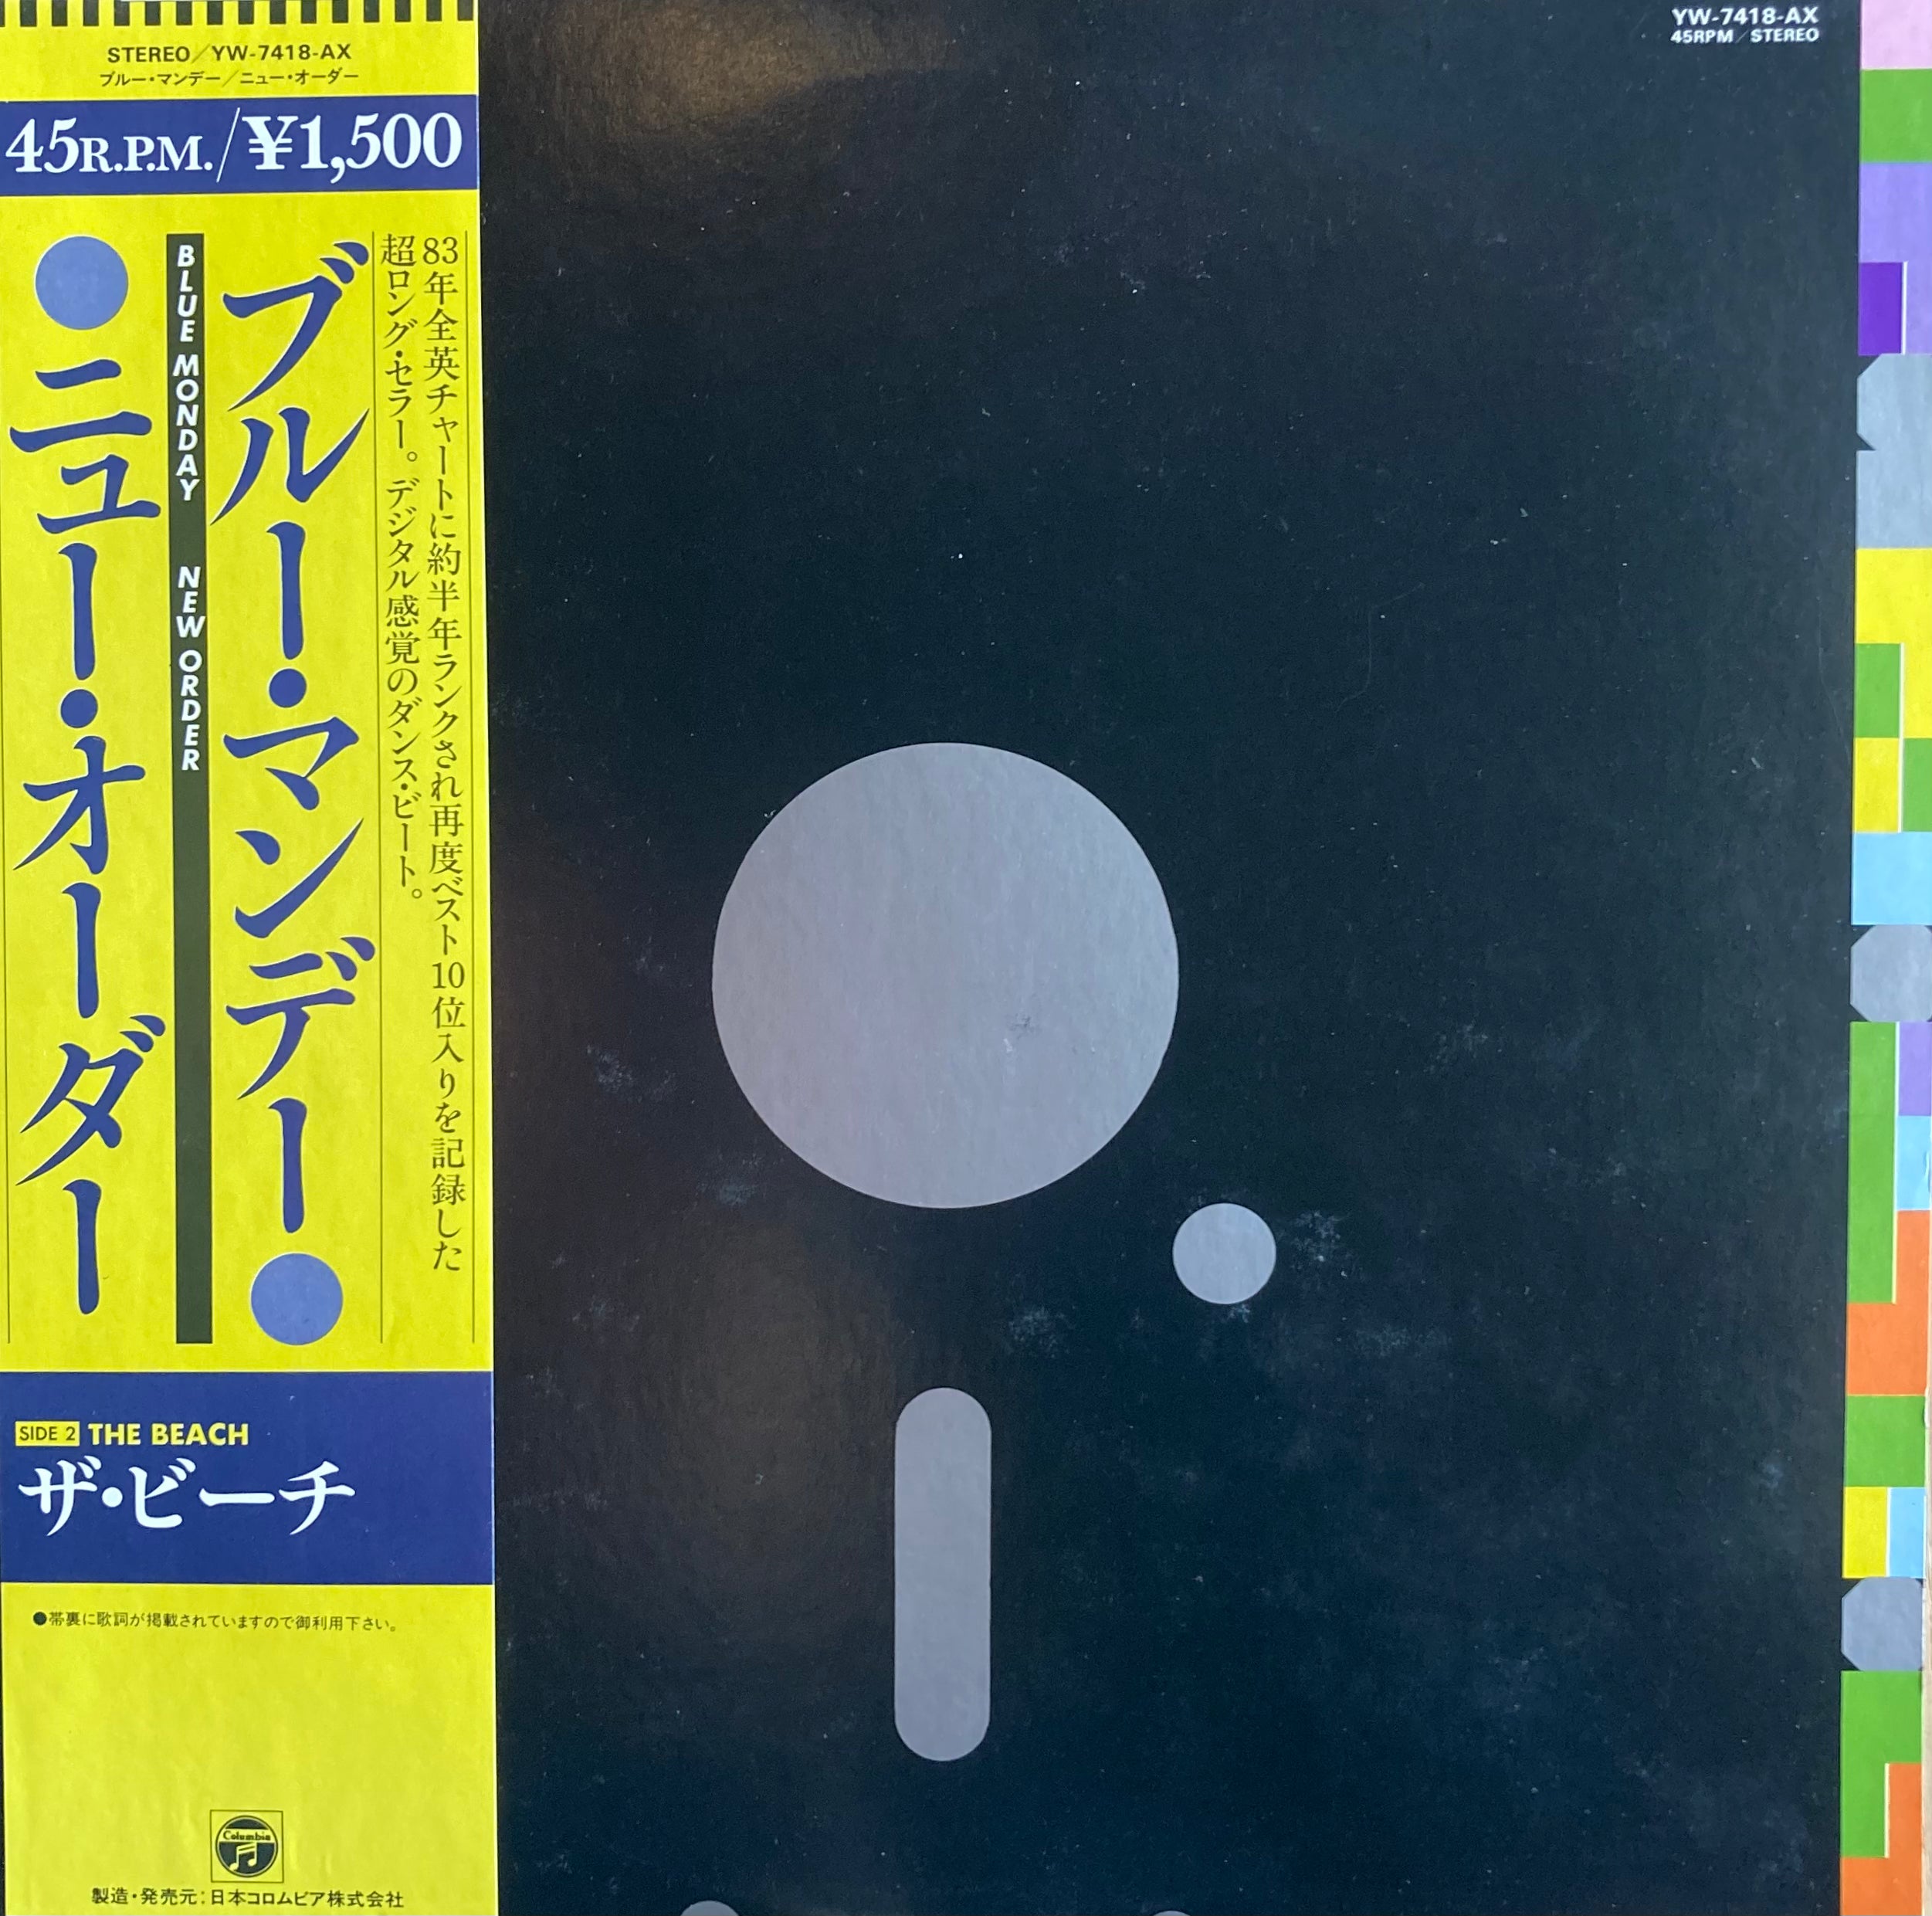 STEREO/YW-7418-AX
ブルー・マンデー/ニュー・オーダー
45R.P.M./¥1,500
83年全英チャートに約半年ランクされ再度ベスト10位入りを記録した
超ロング・セラー。デジタル感覚のダンス・ビート。
ブルー・マンデー●
BLUE MONDAY NEW ORDER
●ニュー・オーダー
SIDE 2 THE BEACH
ザ・ビーチ
●帯裏に歌詞が掲載されていますので御利用下さい。
Columbia
製造・発売元:日本コロムビア株式会社
YW-7418-AX
45RPM/STEREO